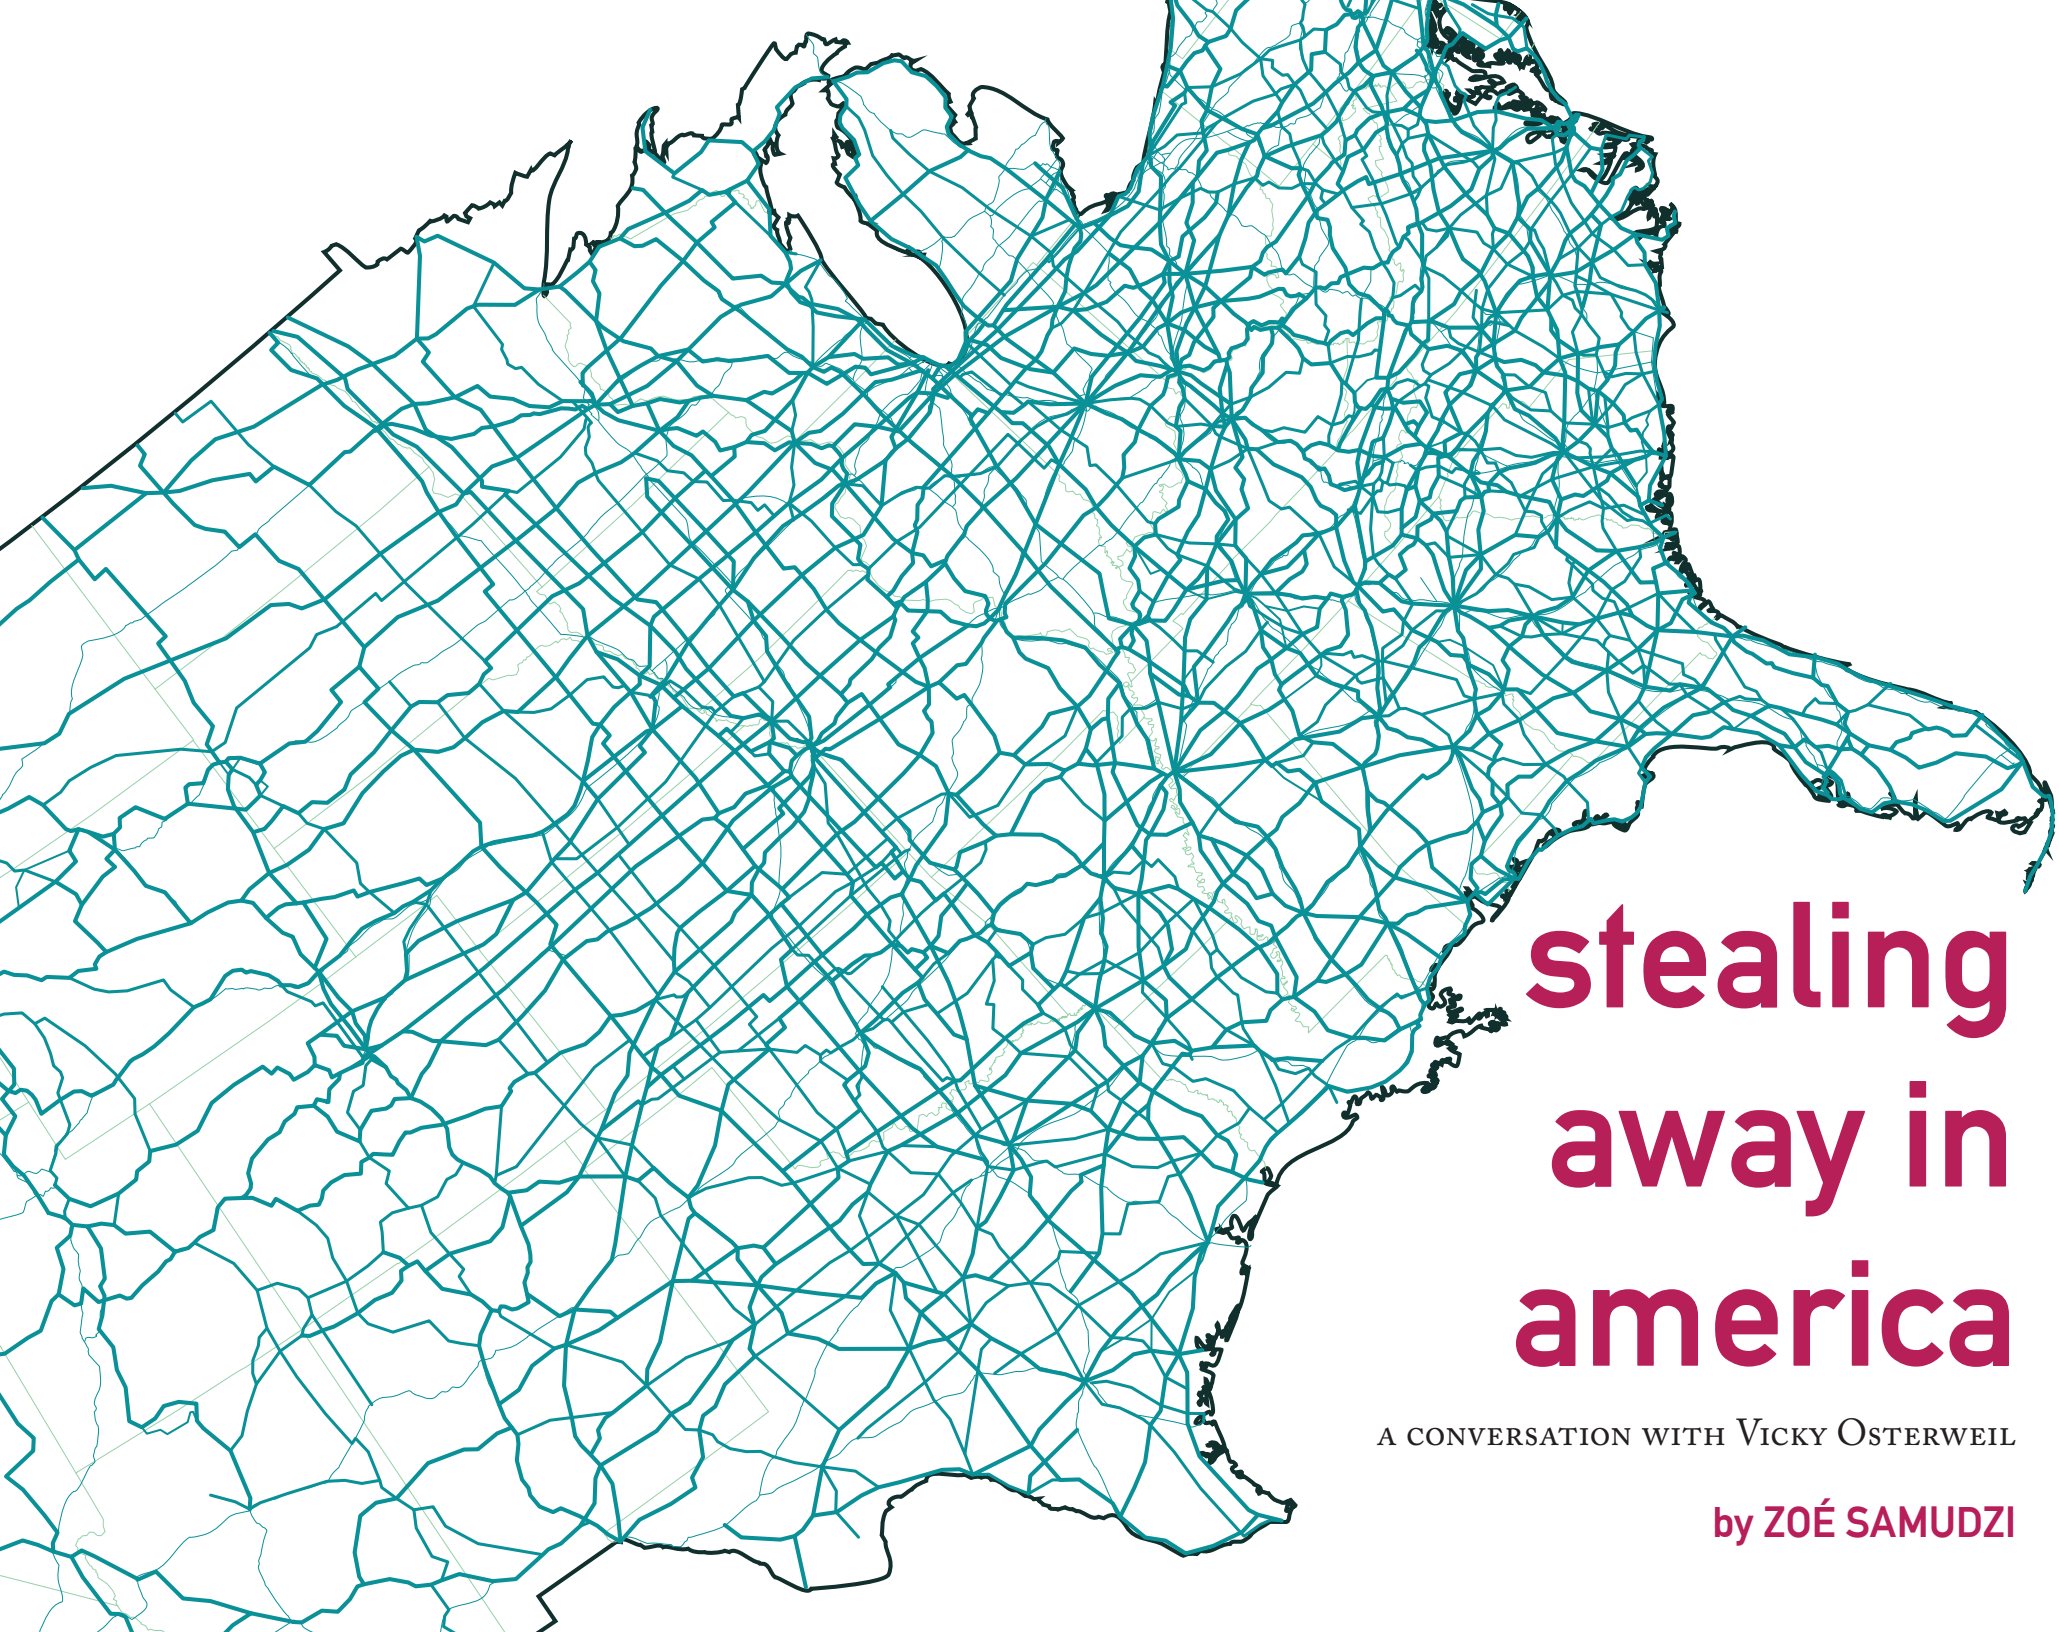 stealing
away in
america
A CONVERSATION WITH VICKY OSTERWEIL
by ZOÉ SAMUDZI